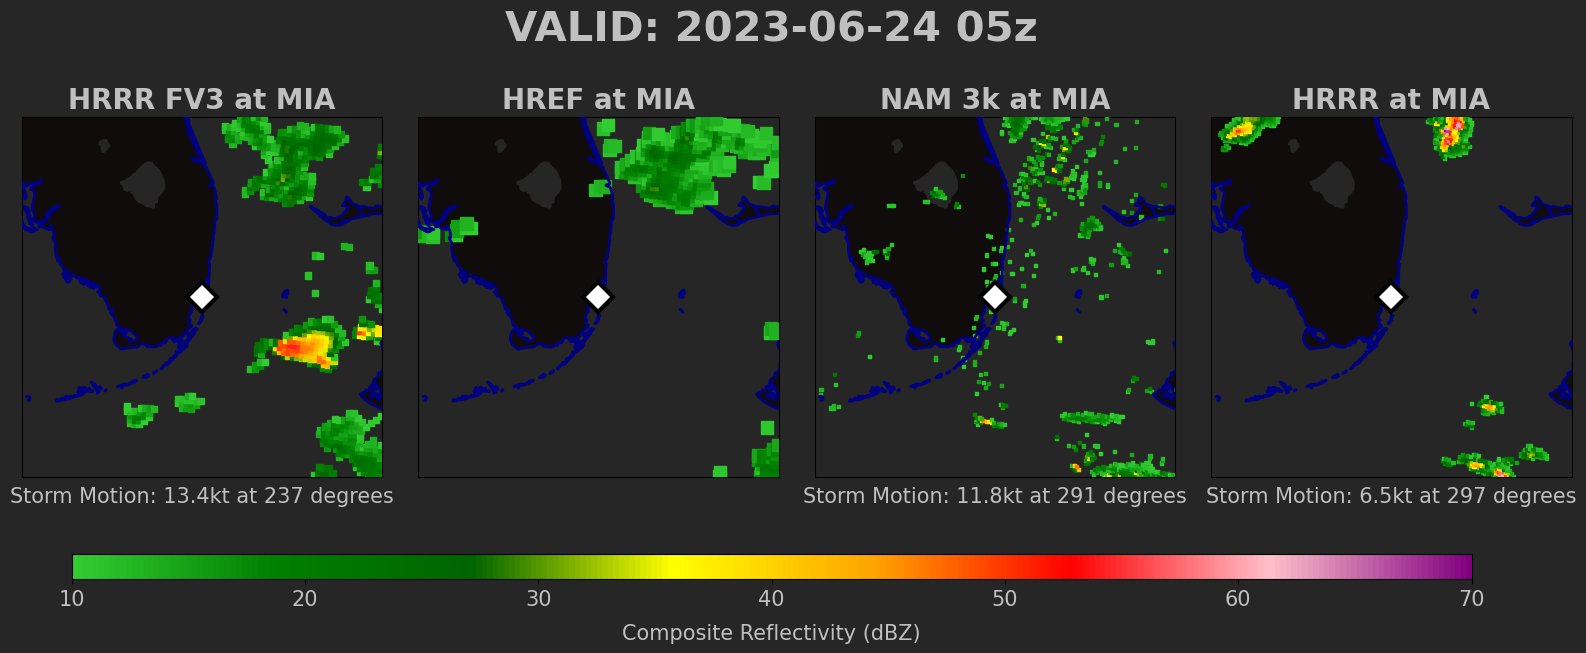 VALID: 2023-06-24 05z
HRRR FV3 at MIA
HREF at MIA
NAM 3k at MIA
HRRR at MIA
Storm Motion: 13.4kt at 237 degrees
Storm Motion: 11.8kt at 291 degrees
Storm Motion: 6.5kt at 297 degrees
10 20 30 40 50 60 70
Composite Reflectivity (dBZ)